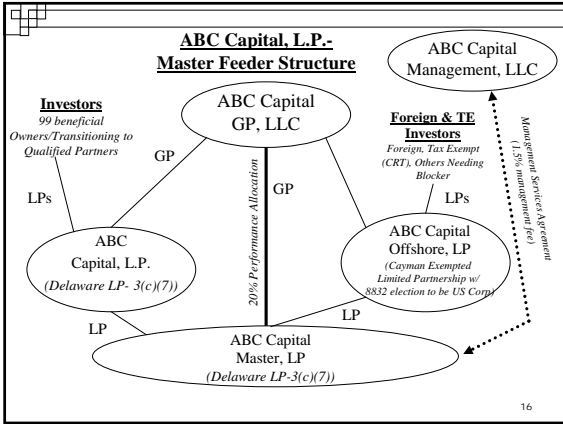 ABC Capital, L.P.-
Master Feeder Structure
ABC Capital
Management, LLC
Investors
99 beneficial
Owners/Transitioning to
Qualified Partners
ABC Capital
GP, LLC
Foreign & TE
Investors
Foreign, Tax Exempt
(CRT), Others Needing
Blocker
GP
GP
LPs
LPs
20% Performance Allocation
Management Services Agreement
(1.5% management fee)
ABC
Capital, L.P.
(Delaware LP- 3(c)(7))
ABC Capital
Offshore, LP
(Cayman Exempted
Limited Partnership w/
8832 election to be US Corp)
LP
LP
ABC Capital
Master, LP
(Delaware LP-3(c)(7))
16